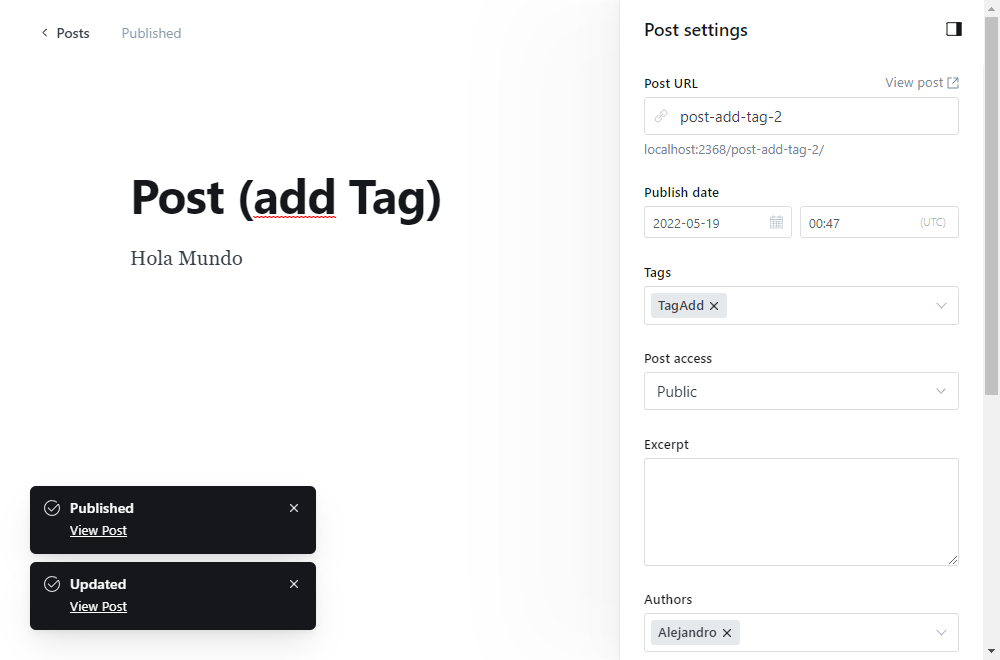 Posts
Published
Post (add Tag)
Hola Mundo
Published
View Post
Updated
View Post
Post settings
Post URL
View post
post-add-tag-2
localhost:2368/post-add-tag-2/
Publish date
2022-05-19
00:47
(UTC)
Tags
TagAdd
Post access
Public
Excerpt
Authors
Alejandro